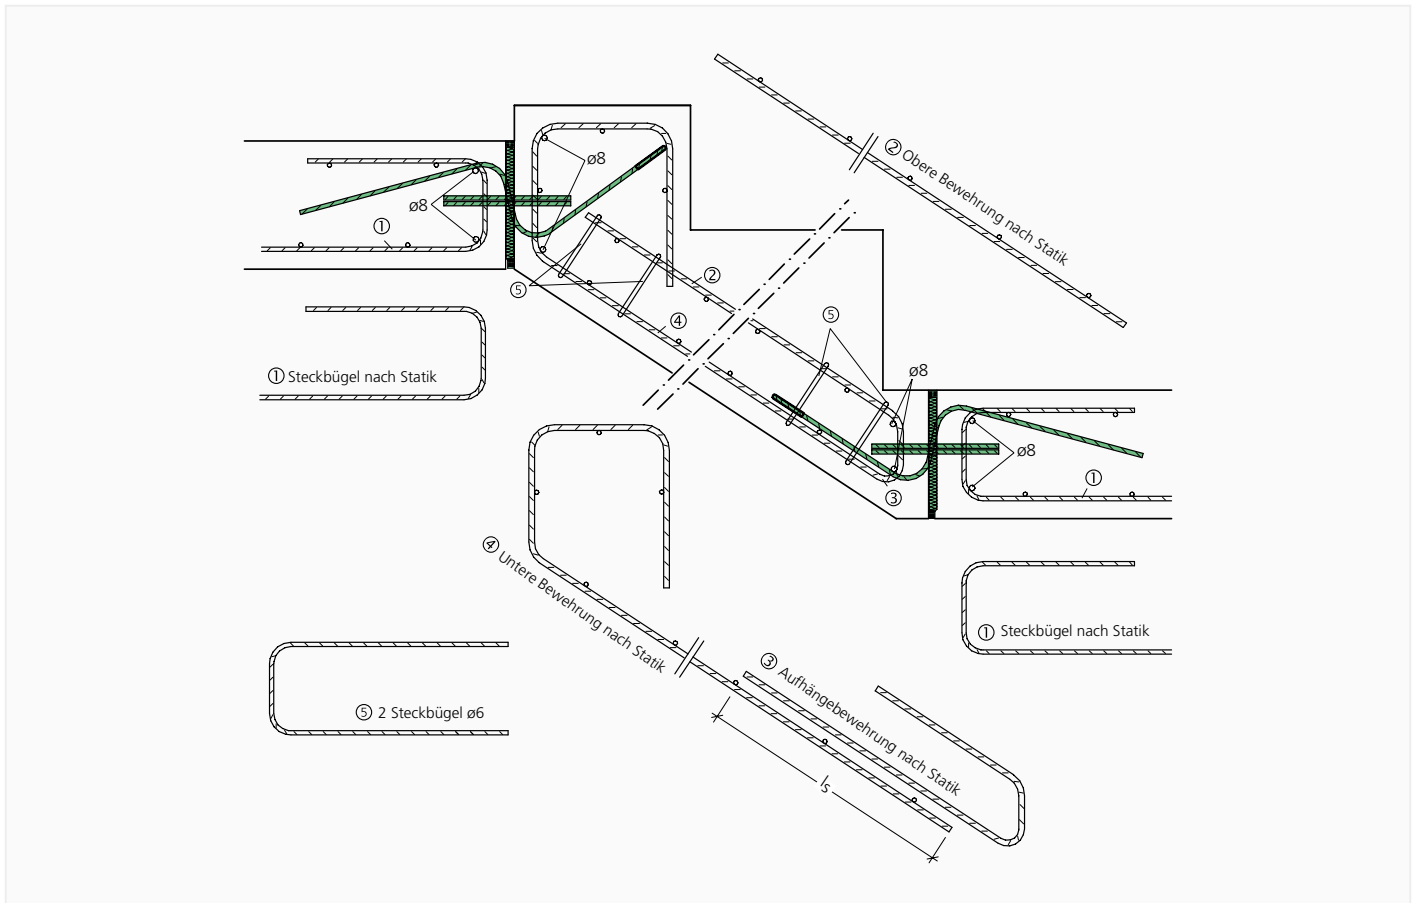 ② Obere Bewehrung nach Statik
ø8
ø8
①
⑤
②
④
⑤
ø8
① Steckbügel nach Statik
ø8
③
①
④ Untere Bewehrung nach Statik
① Steckbügel nach Statik
③ Aufhängebewehrung nach Statik
⑤ 2 Steckbügel ø6
ls